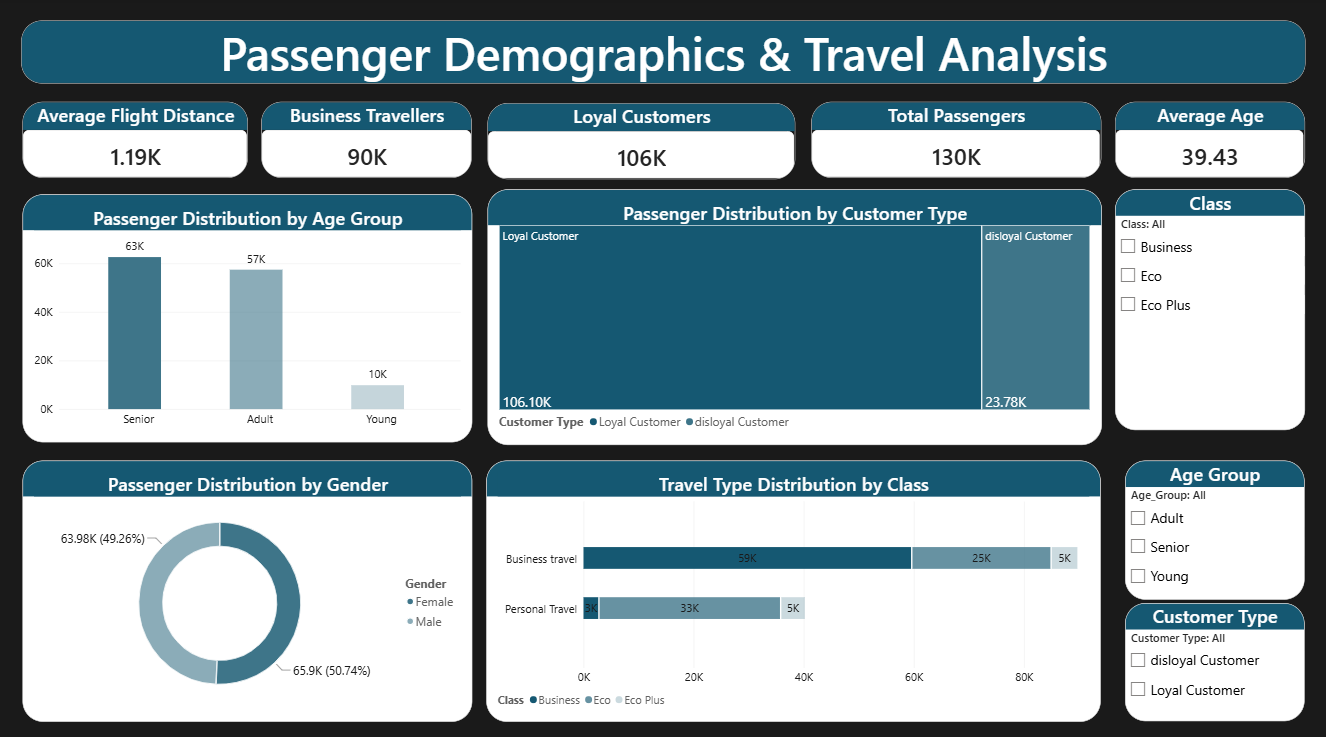 Passenger Demographics & Travel Analysis
Average Flight Distance
1.19K
Business Travellers
90K
Loyal Customers
106K
Total Passengers
130K
Average Age
39.43
Passenger Distribution by Age Group
60K
40K
20K
0K
63K
57K
10K
Senior
Adult
Young
Passenger Distribution by Customer Type
Loyal Customer
disloyal Customer
106.10K
23.78K
Customer Type Loyal Customer disloyal Customer
Class
Class: All
Business
Eco
Eco Plus
Passenger Distribution by Gender
63.98K (49.26%)
65.9K (50.74%)
Gender
Female
Male
Travel Type Distribution by Class
Business travel
59K
25K
5K
Personal Travel
3K
33K
5K
0K
20K
40K
60K
80K
Class Business Eco Eco Plus
Age Group
Age_Group: All
Adult
Senior
Young
Customer Type
Customer Type: All
disloyal Customer
Loyal Customer